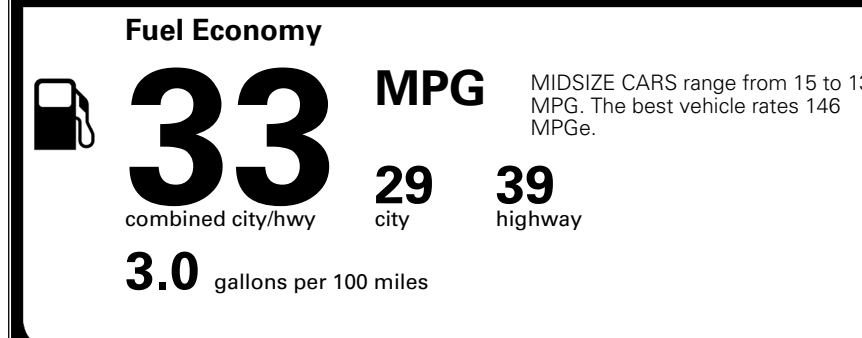 Fuel Economy
33 MPG
MIDSIZE CARS range from 15 to
MPG. The best vehicle rates 146
MPGe.
29 39
combined city/hwy city highway
3.0 gallons per 100 miles